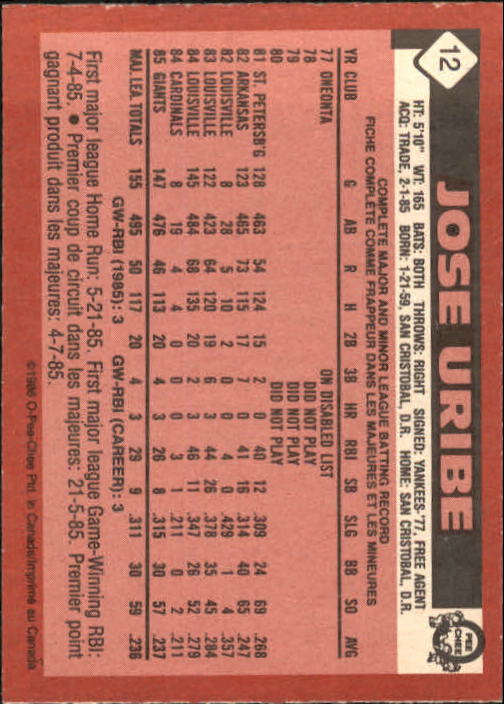 12
JOSE URIBE
O
PEE
CHEE
HT: 5'10" WT: 165 BATS: BOTH THROWS: RIGHT SIGNED: YANKEES-'77, FREE AGENT
ACQ: TRADE, 2-1-85 BORN: 1-21-59, SAN CRISTOBAL, D.R. HOME: SAN CRISTOBAL, D.R.
COMPLETE MAJOR AND MINOR LEAGUE BATTING RECORD
FICHE COMPLÈTE COMME FRAPPEUR DANS LES MAJEURES ET LES MINEURES
YR CLUB G AB R H 2B 3B HR RBI SB SLG BB SO AVG
77 ONEONTA ON DISABLED LIST
78 DID NOT PLAY
79 DID NOT PLAY
80 DID NOT PLAY
81 ST. PETERSB'G 128 463 54 124 15 2 0 40 12 .309 24 69 .268
82 ARKANSAS 123 465 73 115 17 7 0 41 16 .314 40 65 .247
82 LOUISVILLE 8 28 5 10 2 0 0 4 0 .429 1 4 .357
83 LOUISVILLE 122 423 64 120 19 6 3 44 26 .378 35 45 .284
84 LOUISVILLE 145 484 68 135 20 2 3 46 11 .347 26 52 .279
84 CARDINALS 8 19 4 4 0 0 0 3 1 .211 0 2 .211
85 GIANTS 147 476 46 113 20 4 3 26 8 .315 30 57 .237
MAJ. LEA. TOTALS 155 495 50 117 20 4 3 29 9 .311 30 59 .236
GW-RBI (1985): 3 GW-RBI (CAREER): 3
First major league Home Run: 5-21-85. First major league Game-Winning RBI:
7-4-85. ● Premier coup de circuit dans les majeures: 21-5-85. Premier point
gagnant produit dans les majeures: 4-7-85.
©1986 O-Pee-Chee Ptd. in Canada/Imprimé au Canada